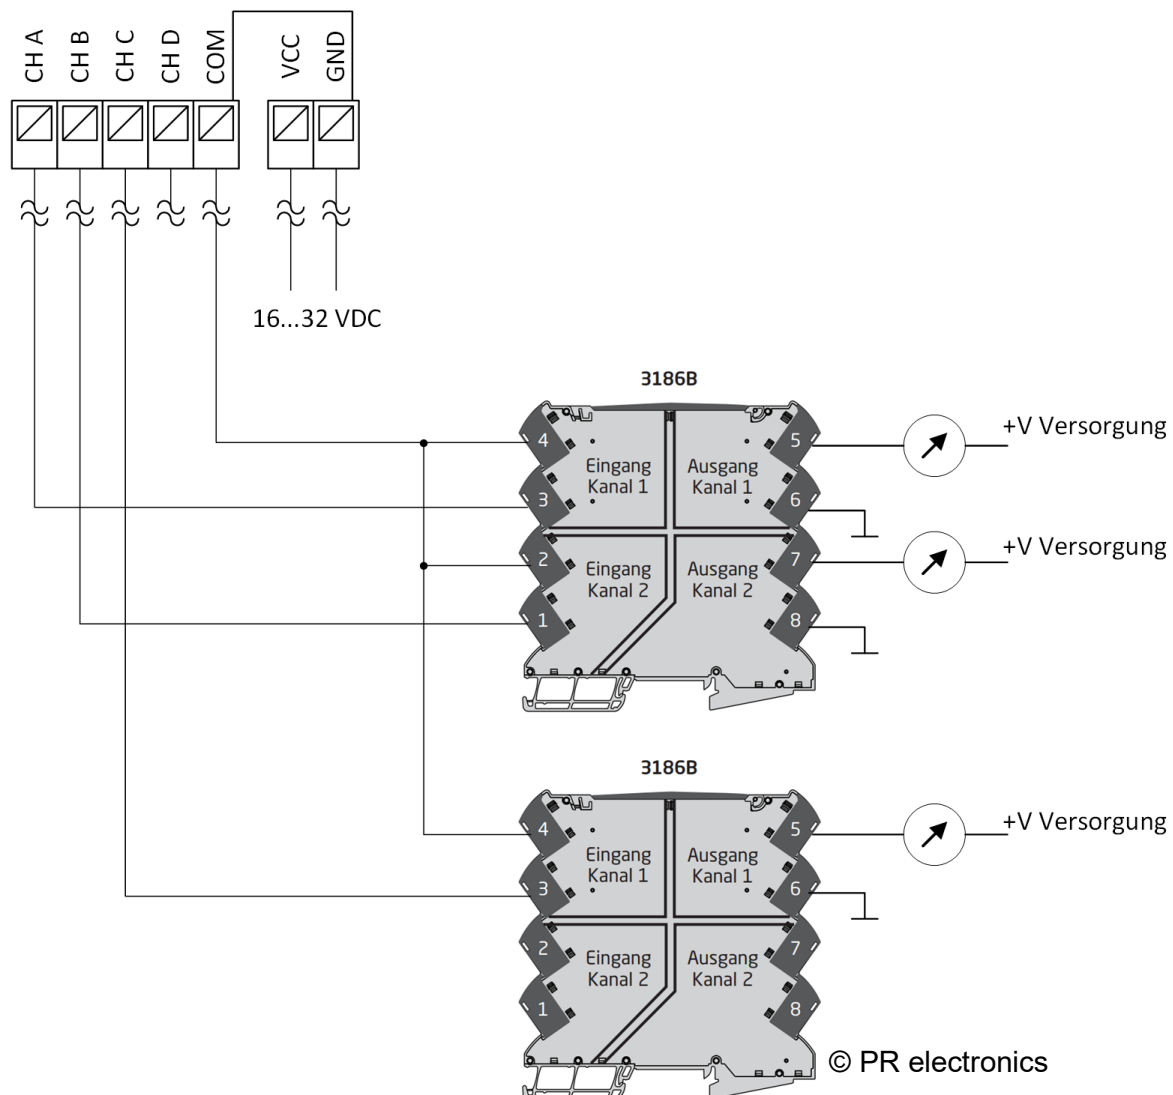 CH A
CH B
CH C
CH D
COM
VCC
GND
16...32 VDC
3186B
4
5
+V Versorgung
Eingang
Kanal 1
Ausgang
Kanal 1
3
6
2
7
+V Versorgung
Eingang
Kanal 2
Ausgang
Kanal 2
1
8
3186B
4
5
+V Versorgung
Eingang
Kanal 1
Ausgang
Kanal 1
3
6
2
7
Eingang
Kanal 2
Ausgang
Kanal 2
1
8
© PR electronics